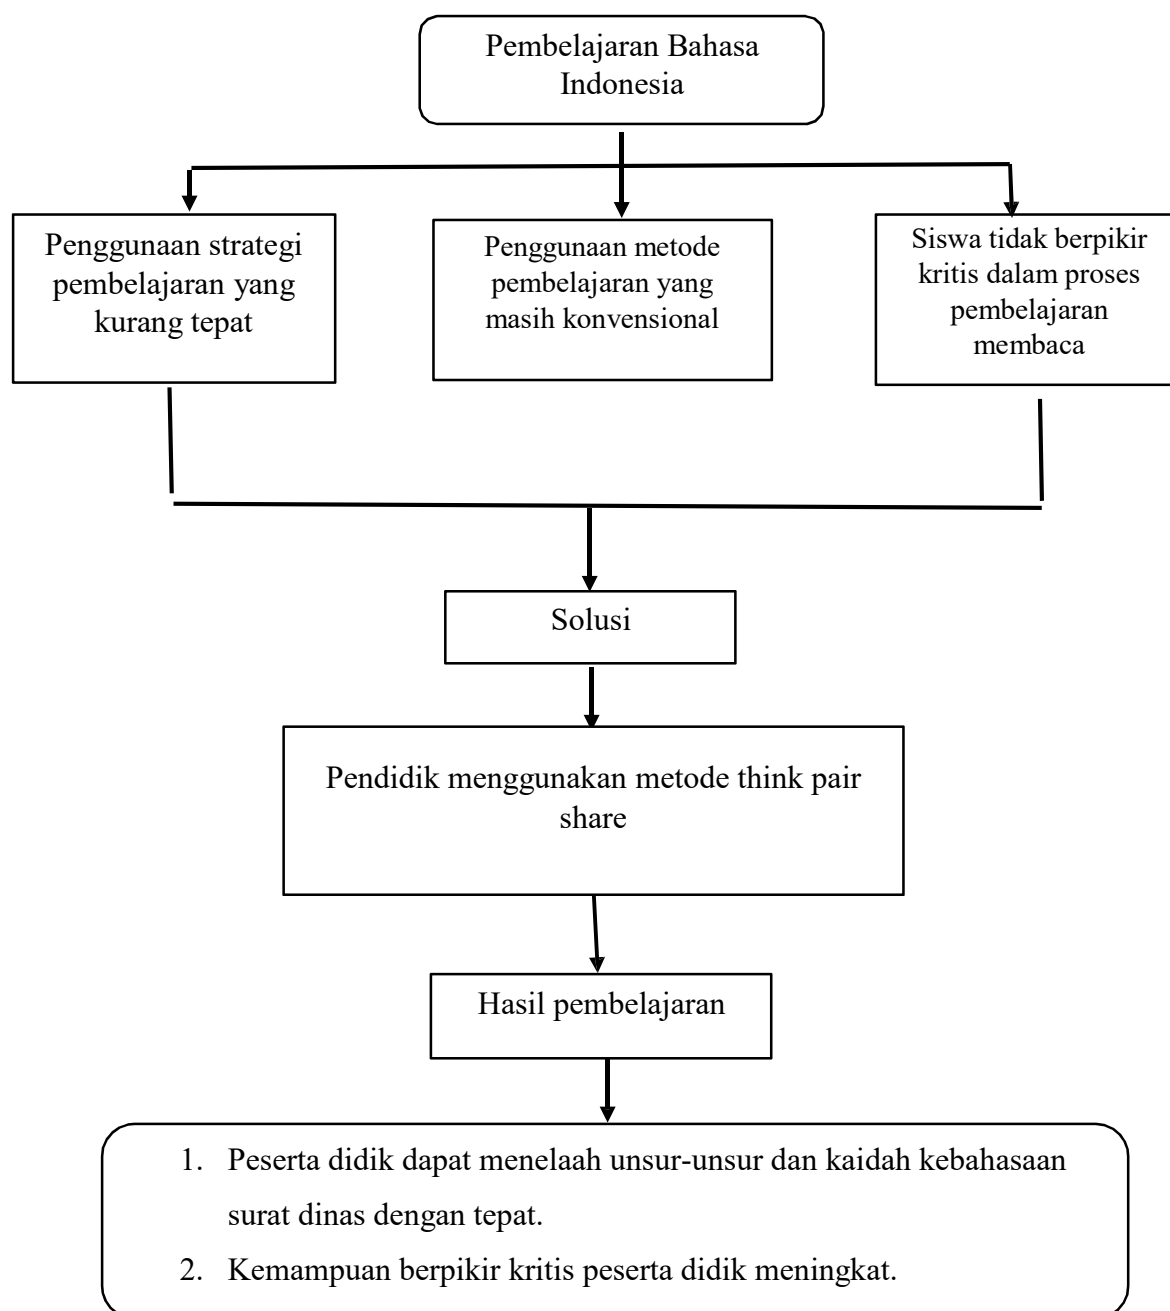 Pembelajaran Bahasa
Indonesia
Penggunaan strategi
pembelajaran yang
kurang tepat
Penggunaan metode
pembelajaran yang
masih konvensional
Siswa tidak berpikir
kritis dalam proses
pembelajaran
membaca
Solusi
Pendidik menggunakan metode think pair
share
Hasil pembelajaran
1. Peserta didik dapat menelaah unsur-unsur dan kaidah kebahasaan
surat dinas dengan tepat.
2. Kemampuan berpikir kritis peserta didik meningkat.